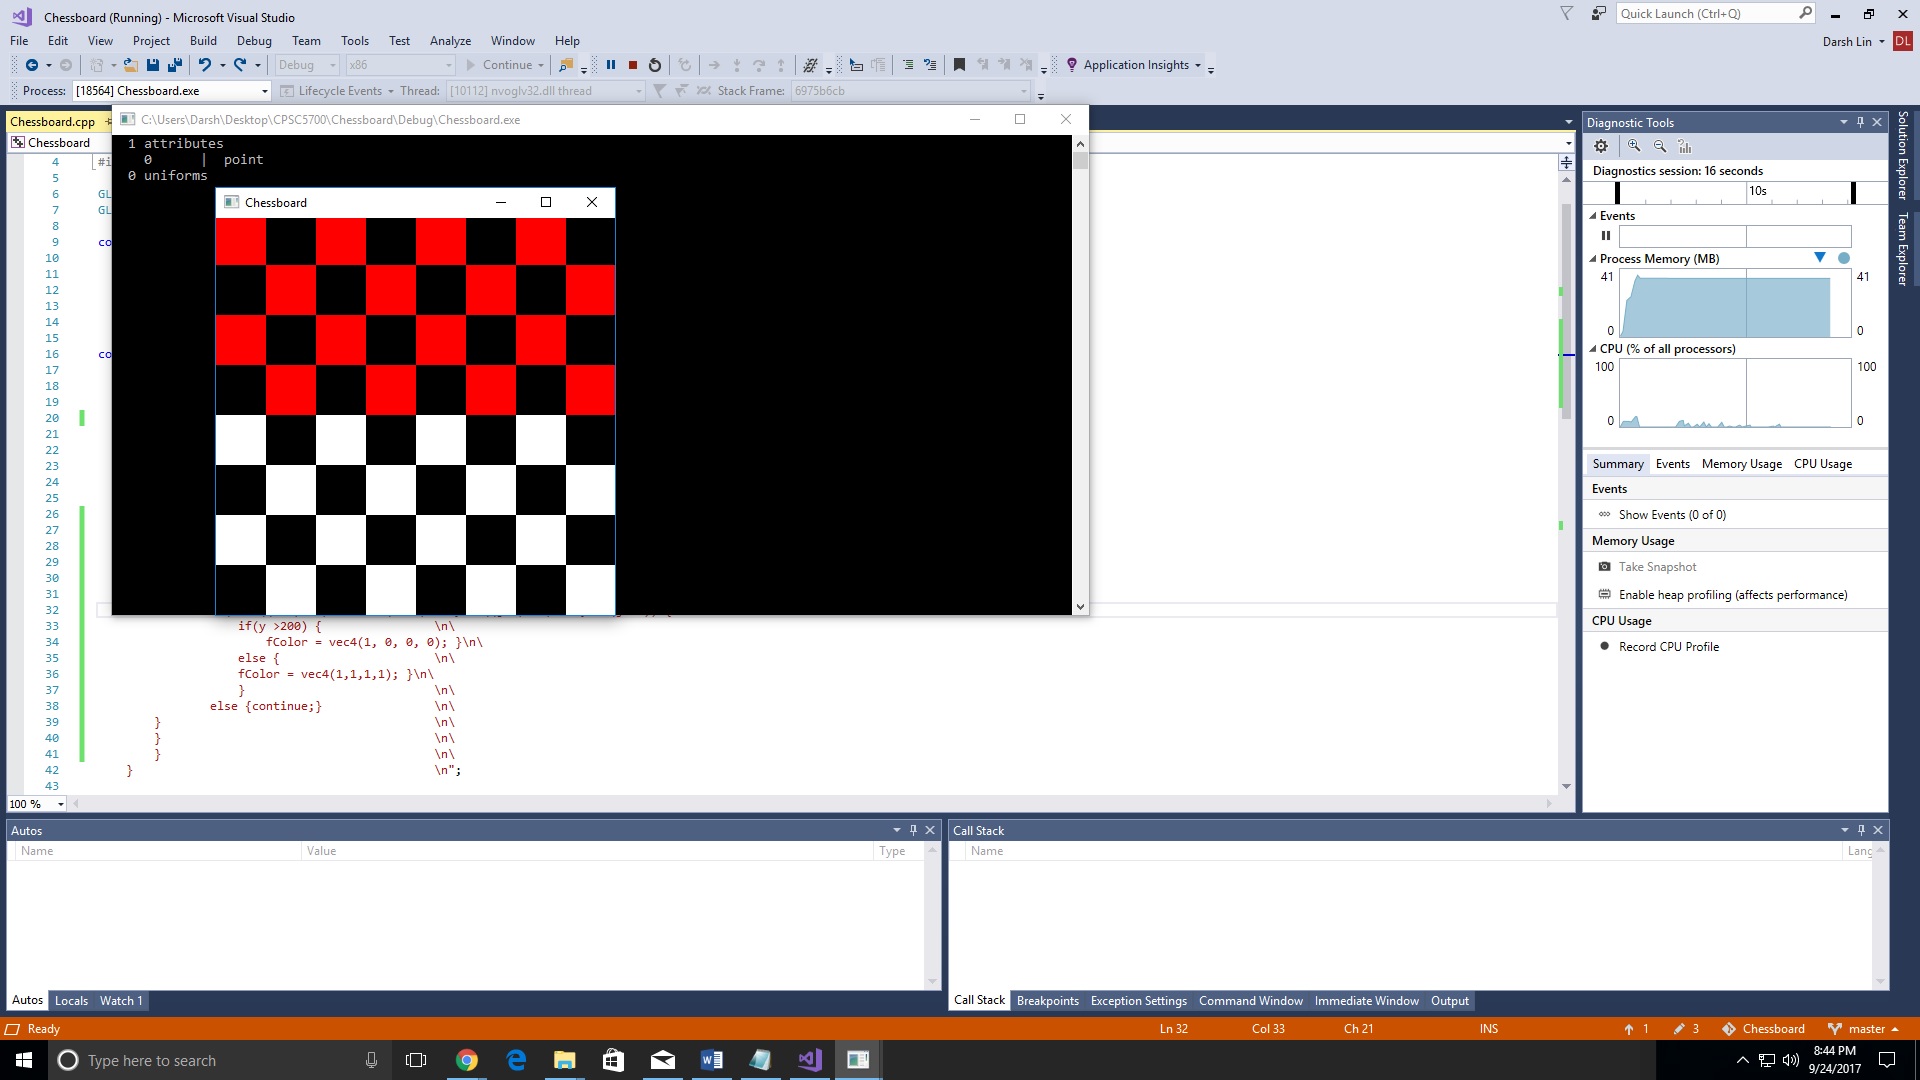 Chessboard (Running) - Microsoft Visual Studio
Quick Launch (Ctrl+Q)
File Edit View Project Build Debug Team Tools Test Analyze Window Help
Darsh Lin DL
Debug x86 Continue Application Insights
Process: [18564] Chessboard.exe Lifecycle Events Thread: [10112] nvoglv32.dll thread Stack Frame: 6975b6cb
Chessboard.cpp
C:\Users\Darsh\Desktop\CPSC5700\Chessboard\Debug\Chessboard.exe
Chessboard
1 attributes
0 | point
0 uniforms
Chessboard
4 #i
5
6 GL
7 GL
8
9 co
10
11
12
13
14
15
16 co
17
18
19
20
21
22
23
24
25
26
27
28
29
30
31
32
33 if(y >200) { \n\
34 fColor = vec4(1, 0, 0, 0); }\n\
35 else { \n\
36 fColor = vec4(1,1,1,1); }\n\
37 } \n\
38 else {continue;} \n\
39 } \n\
40 } \n\
41 } \n\
42 } \n";
43
100 %
Diagnostic Tools
Diagnostics session: 16 seconds
10s
Events
Process Memory (MB)
41 41
0 0
CPU (% of all processors)
100 100
0 0
Summary Events Memory Usage CPU Usage
Events
Show Events (0 of 0)
Memory Usage
Take Snapshot
Enable heap profiling (affects performance)
CPU Usage
Record CPU Profile
Solution Explorer
Team Explorer
Autos
Name Value Type
Autos Locals Watch 1
Call Stack
Name Lang
Call Stack Breakpoints Exception Settings Command Window Immediate Window Output
Ready Ln 32 Col 33 Ch 21 INS 1 3 Chessboard master
Type here to search
8:44 PM
9/24/2017